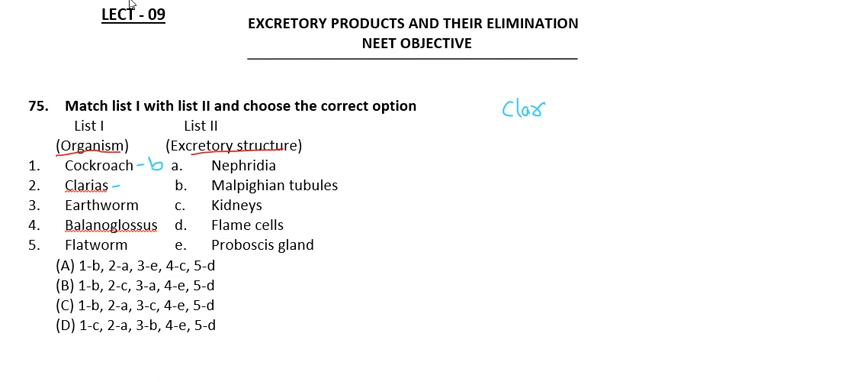 LECT - 09
EXCRETORY PRODUCTS AND THEIR ELIMINATION
NEET OBJECTIVE
75. Match list I with list II and choose the correct option
Clar
List I List II
(Organism) (Excretory structure)
1. Cockroach - b a. Nephridia
2. Clarias - b. Malpighian tubules
3. Earthworm c. Kidneys
4. Balanoglossus d. Flame cells
5. Flatworm e. Proboscis gland
(A) 1-b, 2-a, 3-e, 4-c, 5-d
(B) 1-b, 2-c, 3-a, 4-e, 5-d
(C) 1-b, 2-a, 3-c, 4-e, 5-d
(D) 1-c, 2-a, 3-b, 4-e, 5-d